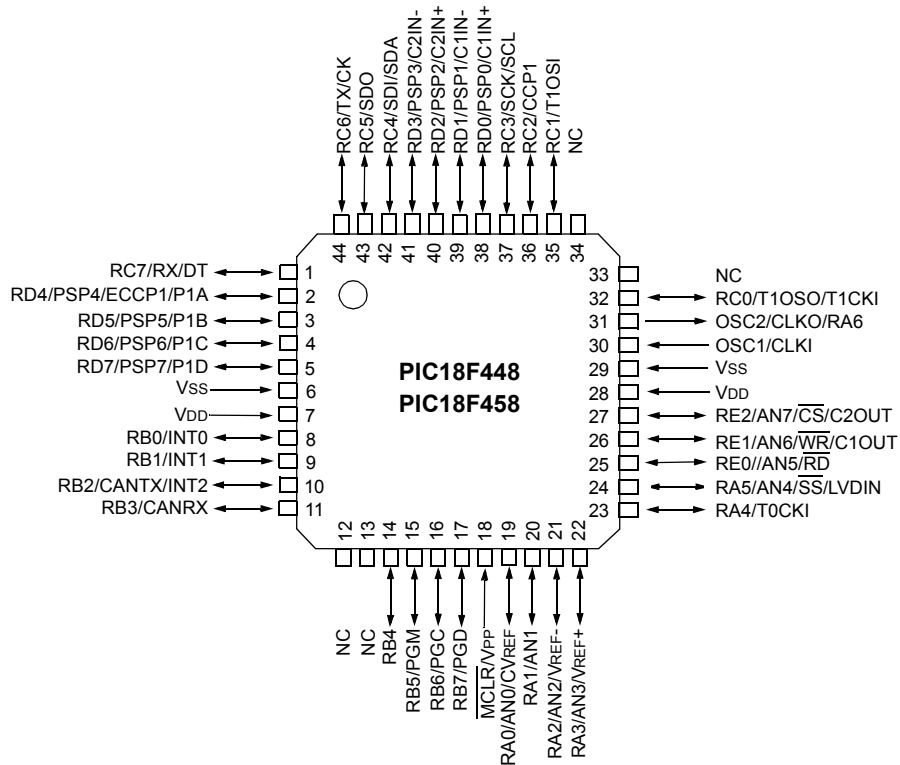 RC6/TX/CK
RC5/SDO
RC4/SDI/SDA
RD3/PSP3/C2IN-
RD2/PSP2/C2IN+
RD1/PSP1/C1IN-
RD0/PSP0/C1IN+
RC3/SCK/SCL
RC2/CCP1
RC1/T1OSI
NC
44
43
42
41
40
39
38
37
36
35
34
RC7/RX/DT 1
RD4/PSP4/ECCP1/P1A 2
RD5/PSP5/P1B 3
RD6/PSP6/P1C 4
RD7/PSP7/P1D 5
VSS 6
VDD 7
RB0/INT0 8
RB1/INT1 9
RB2/CANTX/INT2 10
RB3/CANRX 11
PIC18F448
PIC18F458
33 NC
32 RC0/T1OSO/T1CKI
31 OSC2/CLKO/RA6
30 OSC1/CLKI
29 VSS
28 VDD
27 RE2/AN7/CS/C2OUT
26 RE1/AN6/WR/C1OUT
25 RE0//AN5/RD
24 RA5/AN4/SS/LVDIN
23 RA4/T0CKI
12
13
14
15
16
17
18
19
20
21
22
NC
NC
RB4
RB5/PGM
RB6/PGC
RB7/PGD
MCLR/VPP
RA0/AN0/CVREF
RA1/AN1
RA2/AN2/VREF-
RA3/AN3/VREF+